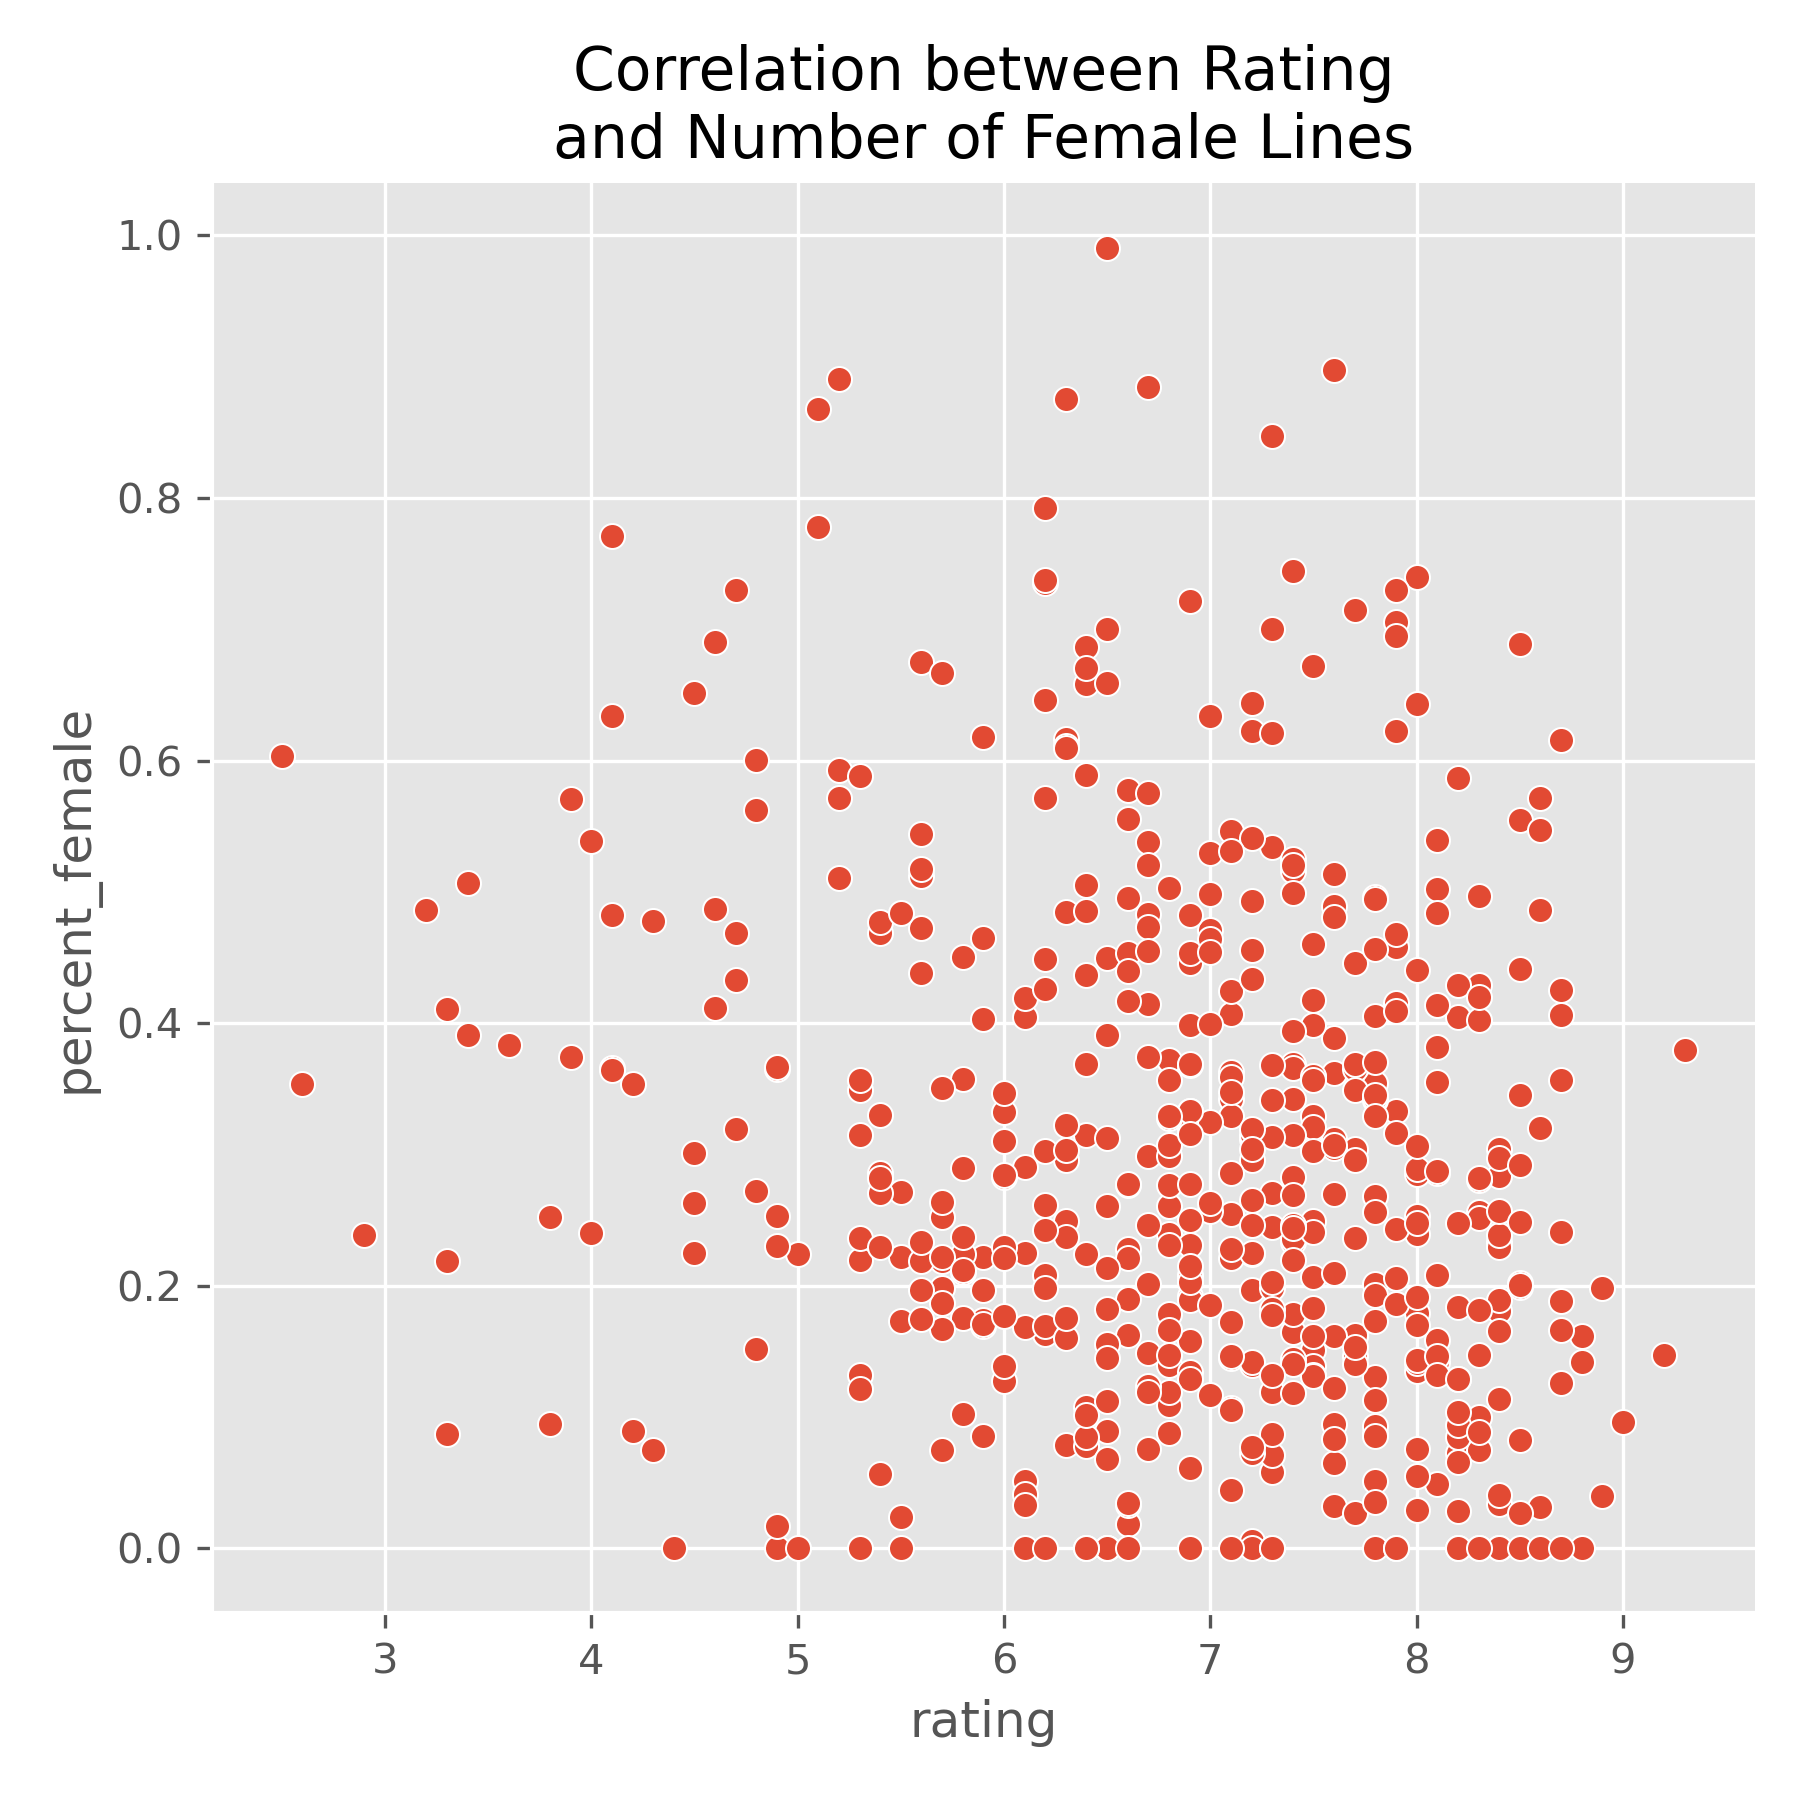 Correlation between Rating
and Number of Female Lines
1.0
0.8
0.6
0.4
0.2
0.0
percent_female
3 4 5 6 7 8 9
rating